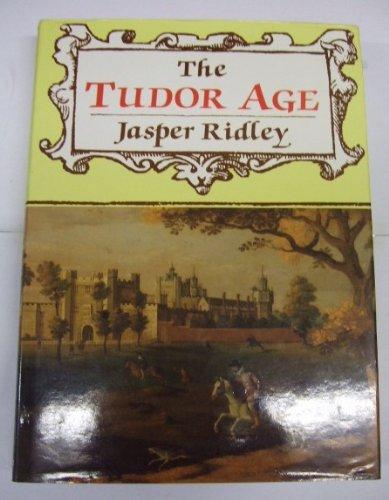 The
TUDOR AGE
Jasper Ridley